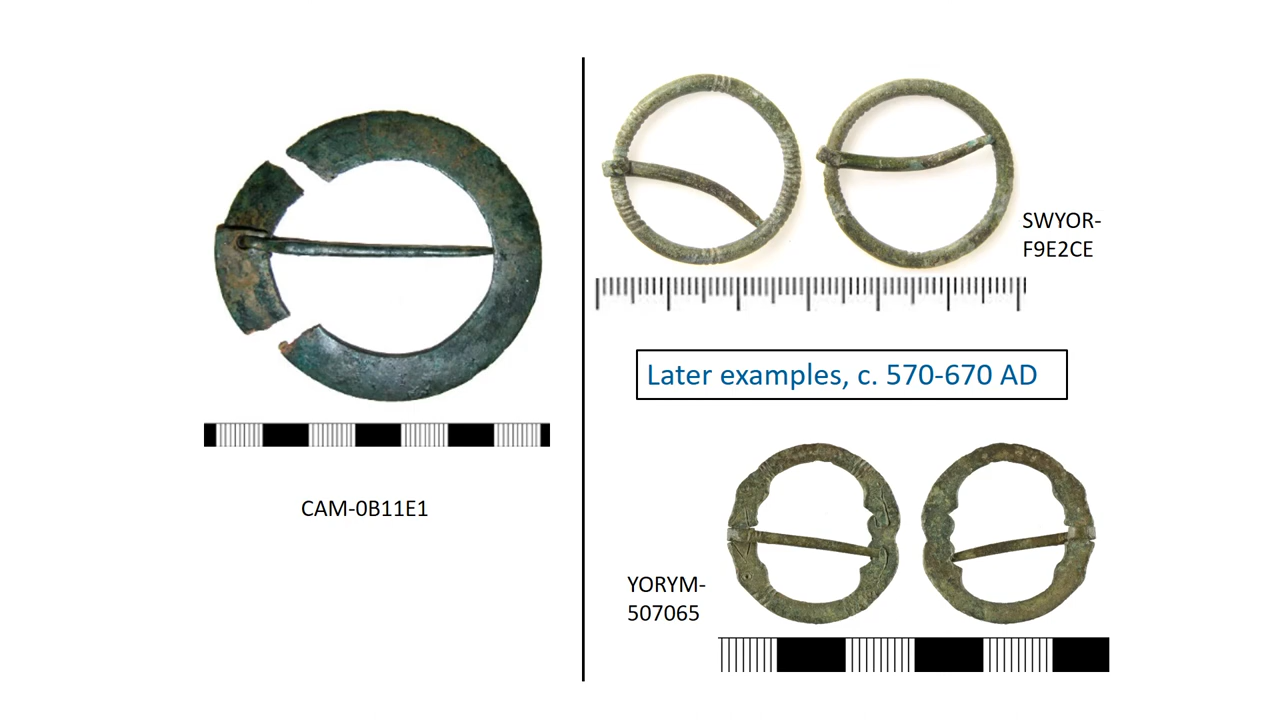 CAM-0B11E1
SWYOR-
F9E2CE
Later examples, c. 570-670 AD
YORYM-
507065